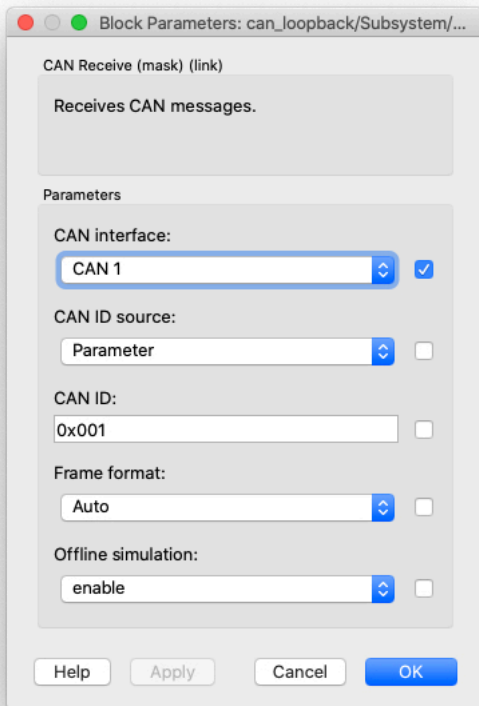 Block Parameters: can_loopback/Subsystem/...
CAN Receive (mask) (link)
Receives CAN messages.
Parameters
CAN interface:
CAN 1
CAN ID source:
Parameter
CAN ID:
0x001
Frame format:
Auto
Offline simulation:
enable
Help Apply Cancel OK